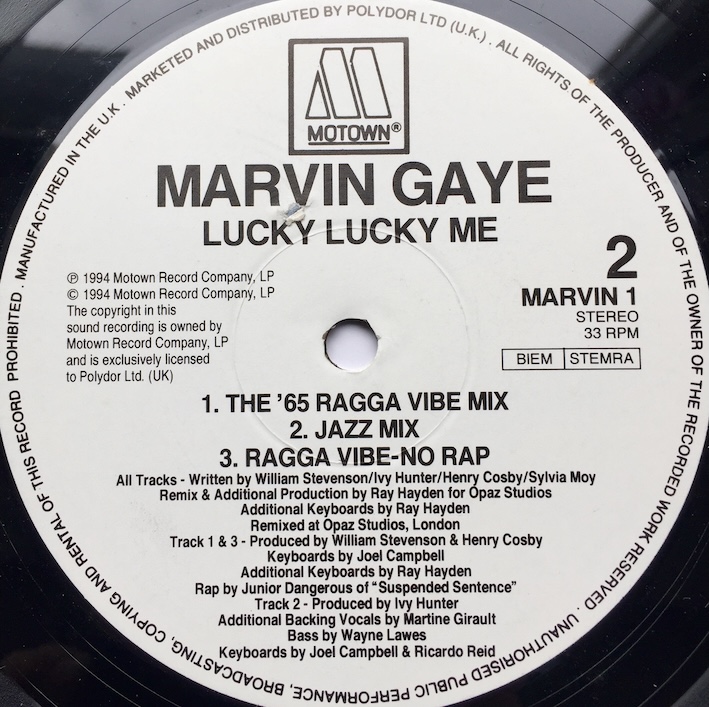 MOTOWN®
MARVIN GAYE
LUCKY LUCKY ME
2
MARVIN 1
STEREO
33 RPM
BIEM STEMRA
℗ 1994 Motown Record Company, LP
© 1994 Motown Record Company, LP
The copyright in this
sound recording is owned by
Motown Record Company, LP
and is exclusively licensed
to Polydor Ltd. (UK)
1. THE '65 RAGGA VIBE MIX
2. JAZZ MIX
3. RAGGA VIBE-NO RAP
All Tracks - Written by William Stevenson/Ivy Hunter/Henry Cosby/Sylvia Moy
Remix & Additional Production by Ray Hayden for Opaz Studios
Additional Keyboards by Ray Hayden
Remixed at Opaz Studios, London
Track 1 & 3 - Produced by William Stevenson & Henry Cosby
Keyboards by Joel Campbell
Additional Keyboards by Ray Hayden
Rap by Junior Dangerous of "Suspended Sentence"
Track 2 - Produced by Ivy Hunter
Additional Backing Vocals by Martine Girault
Bass by Wayne Lawes
Keyboards by Joel Campbell & Ricardo Reid
MANUFACTURED IN THE U.K. MARKETED AND DISTRIBUTED BY POLYDOR LTD (U.K.). ALL RIGHTS OF THE PRODUCER AND OF THE OWNER OF THE RECORDED WORK RESERVED. UNAUTHORISED PUBLIC PERFORMANCE, BROADCASTING, COPYING AND RENTAL OF THIS RECORD PROHIBITED.